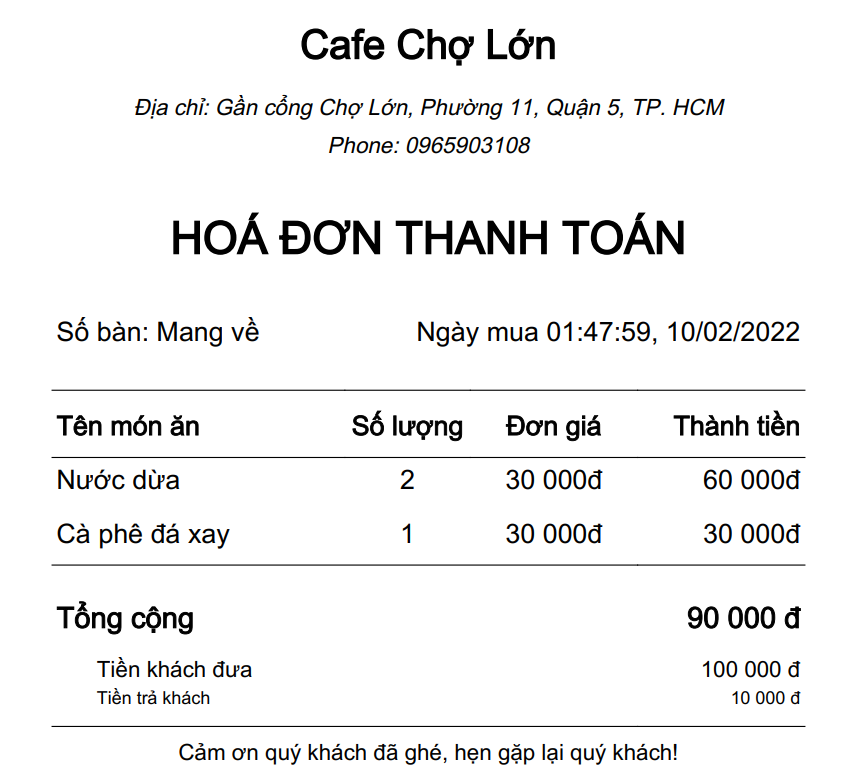 Cafe Chợ Lớn
Địa chỉ: Gần cổng Chợ Lớn, Phường 11, Quận 5, TP. HCM
Phone: 0965903108
HOÁ ĐƠN THANH TOÁN
Số bàn: Mang về Ngày mua 01:47:59, 10/02/2022
Tên món ăn Số lượng Đơn giá Thành tiền
Nước dừa 2 30 000đ 60 000đ
Cà phê đá xay 1 30 000đ 30 000đ
Tổng cộng 90 000 đ
Tiền khách đưa 100 000 đ
Tiền trả khách 10 000 đ
Cảm ơn quý khách đã ghé, hẹn gặp lại quý khách!